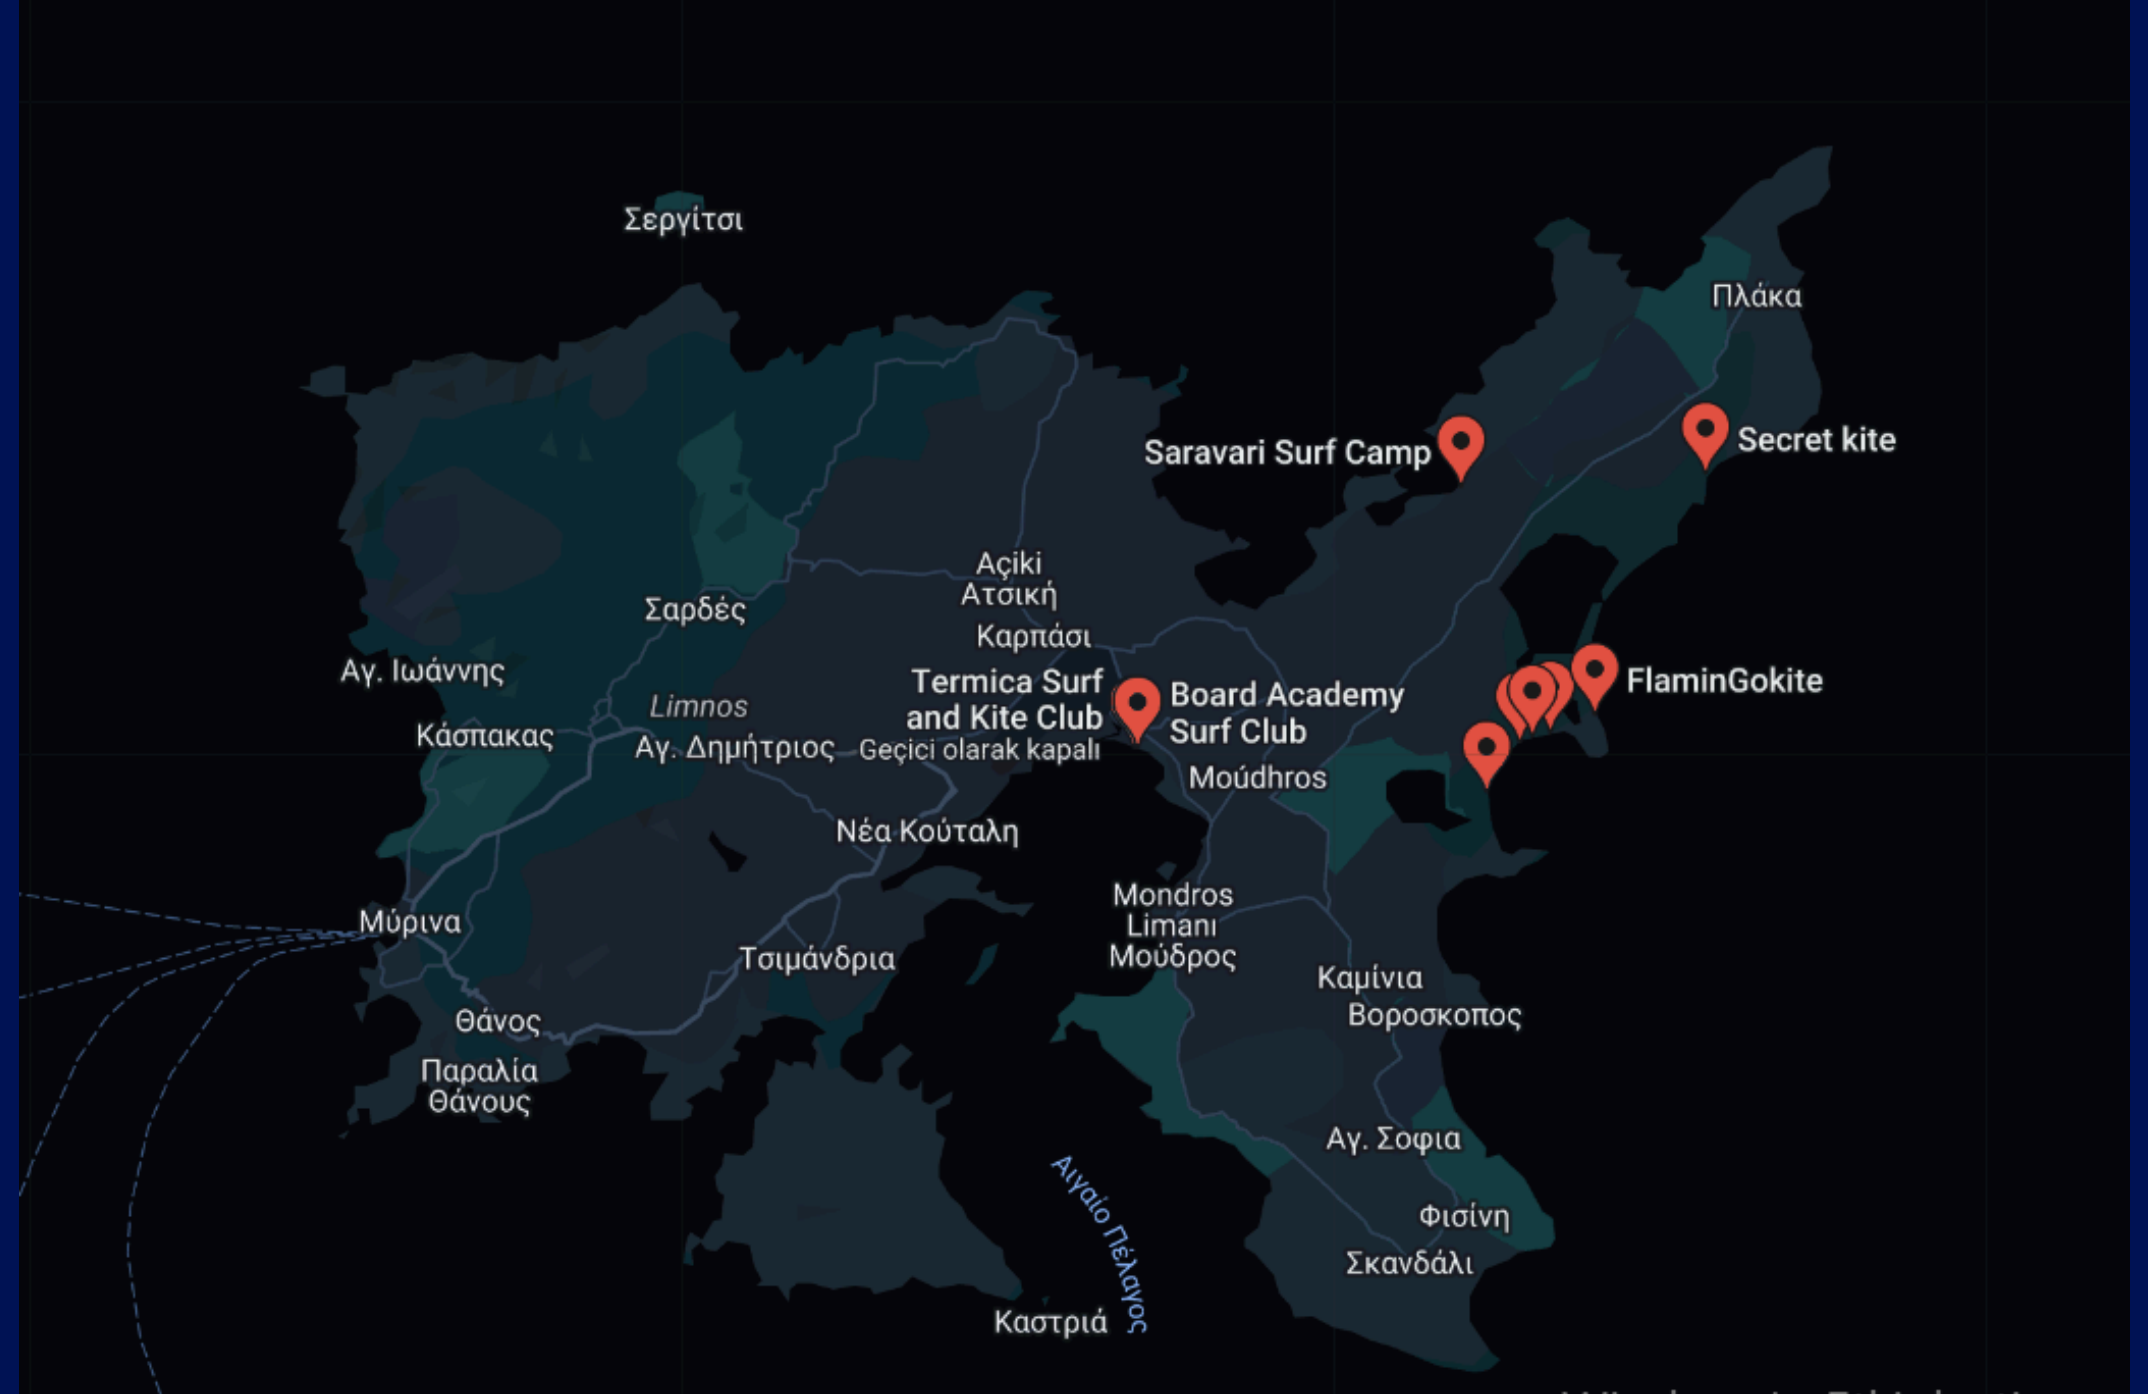 Σεργίτσι
Πλάκα
Saravari Surf Camp
Secret kite
Açiki
Ατσική
Σαρδές
Καρπάσι
Αγ. Ιωάννης
Termica Surf
and Kite Club
Geçici olarak kapalı
Board Academy
Surf Club
FlaminGokite
Limnos
Κάσπακας
Αγ. Δημήτριος
Moúdhros
Νέα Κούταλη
Mondros
Limanı
Μούδρος
Μύρινα
Τσιμάνδρια
Καμίνια
Βοροσκοπος
Θάνος
Παραλία
Θάνους
Αγ. Σοφια
Αιγαίο Πέλαγος
Φισίνη
Σκανδάλι
Καστριά